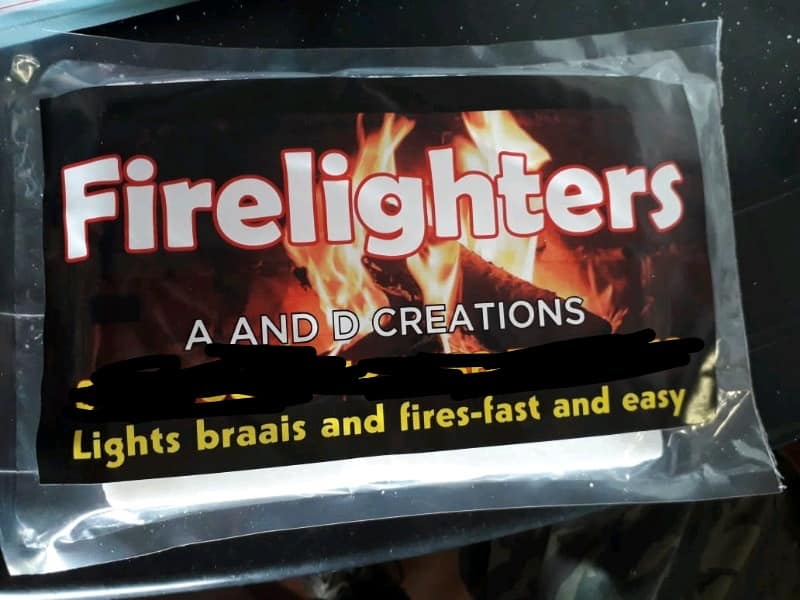 Firelighters
A AND D CREATIONS
Lights braais and fires-fast and easy